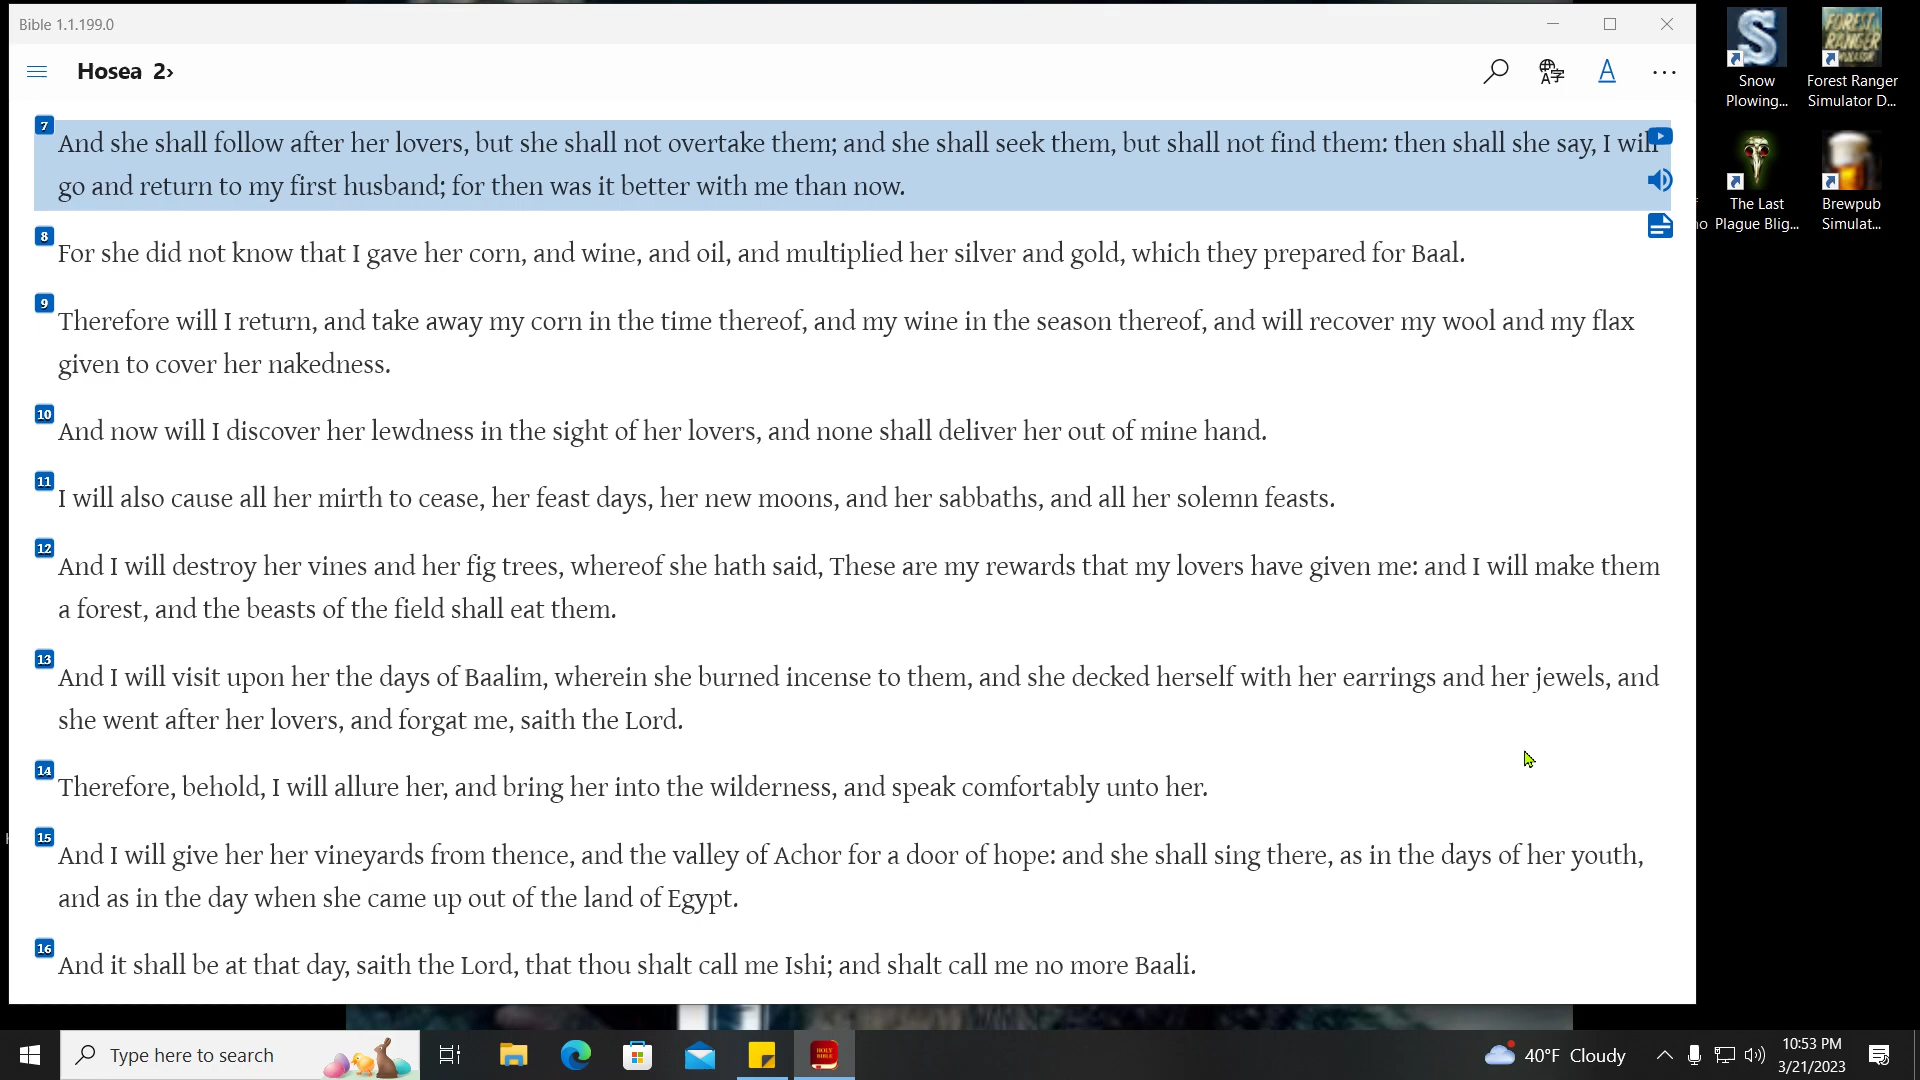 Bible 1.1.199.0
Hosea 2›
7
And she shall follow after her lovers, but she shall not overtake them; and she shall seek them, but shall not find them: then shall she say, I will
go and return to my first husband; for then was it better with me than now.
8
For she did not know that I gave her corn, and wine, and oil, and multiplied her silver and gold, which they prepared for Baal.
9
Therefore will I return, and take away my corn in the time thereof, and my wine in the season thereof, and will recover my wool and my flax
given to cover her nakedness.
10
And now will I discover her lewdness in the sight of her lovers, and none shall deliver her out of mine hand.
11
I will also cause all her mirth to cease, her feast days, her new moons, and her sabbaths, and all her solemn feasts.
12
And I will destroy her vines and her fig trees, whereof she hath said, These are my rewards that my lovers have given me: and I will make them
a forest, and the beasts of the field shall eat them.
13
And I will visit upon her the days of Baalim, wherein she burned incense to them, and she decked herself with her earrings and her jewels, and
she went after her lovers, and forgat me, saith the Lord.
14
Therefore, behold, I will allure her, and bring her into the wilderness, and speak comfortably unto her.
15
And I will give her her vineyards from thence, and the valley of Achor for a door of hope: and she shall sing there, as in the days of her youth,
and as in the day when she came up out of the land of Egypt.
16
And it shall be at that day, saith the Lord, that thou shalt call me Ishi; and shalt call me no more Baali.
S
Snow
Plowing...
FOREST
RANGER
Forest Ranger
Simulator D...
The Last
Plague Blig...
Brewpub
Simulat...
Type here to search
HOLY
BIBLE
40°F Cloudy
10:53 PM
3/21/2023